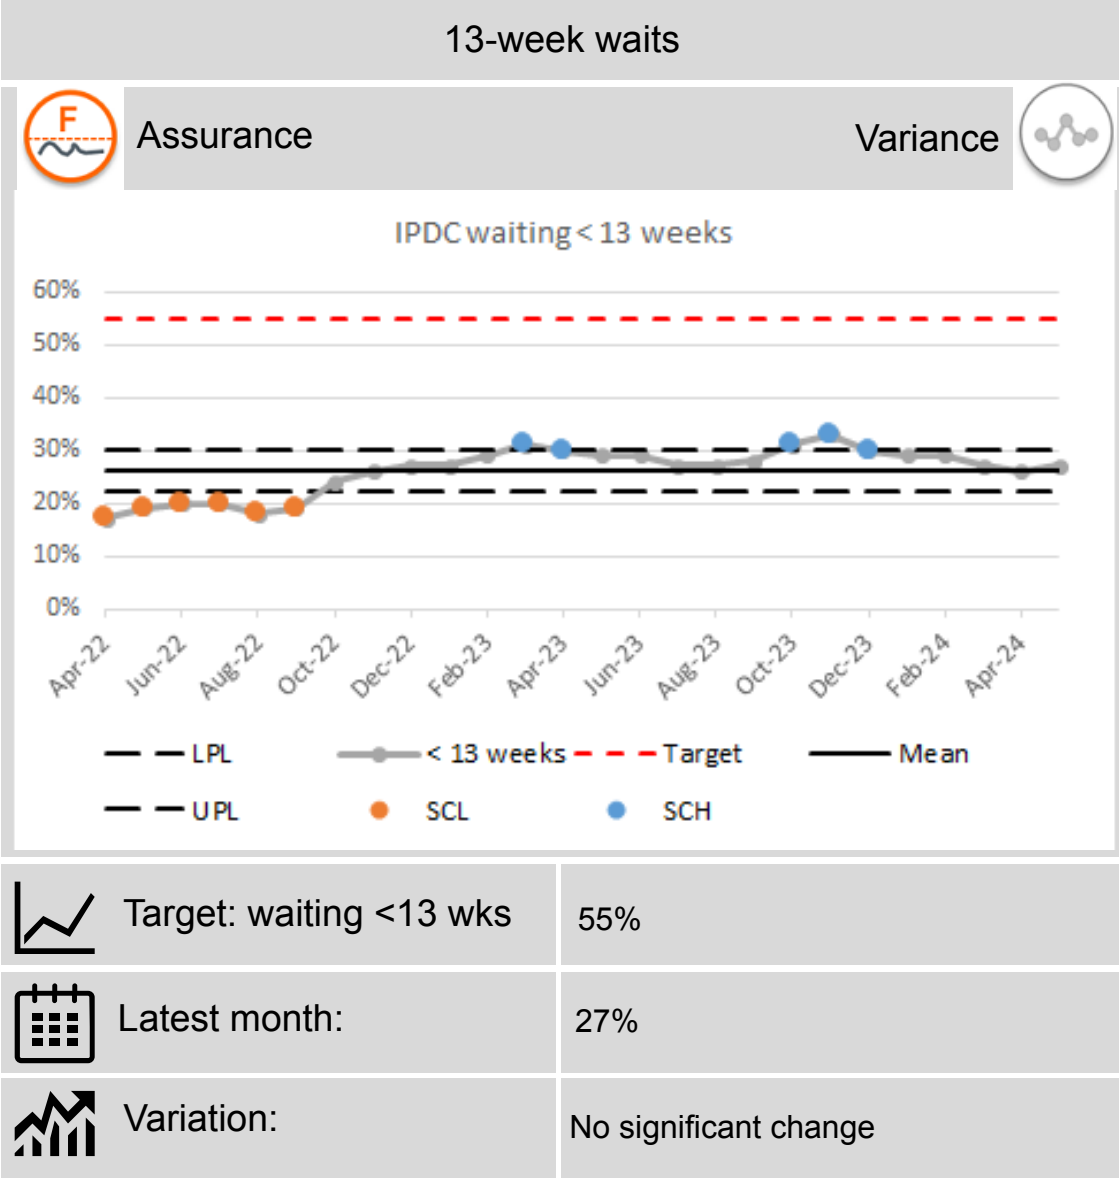 13-week waits
F
Assurance
Variance
IPDC waiting < 13 weeks
60%
50%
40%
30%
20%
10%
0%
Apr-22
Jun-22
Aug-22
Oct-22
Dec-22
Feb-23
Apr-23
Jun-23
Aug-23
Oct-23
Dec-23
Feb-24
Apr-24
LPL
< 13 weeks
Target
Mean
UPL
SCL
SCH
Target: waiting <13 wks
55%
Latest month:
27%
Variation:
No significant change